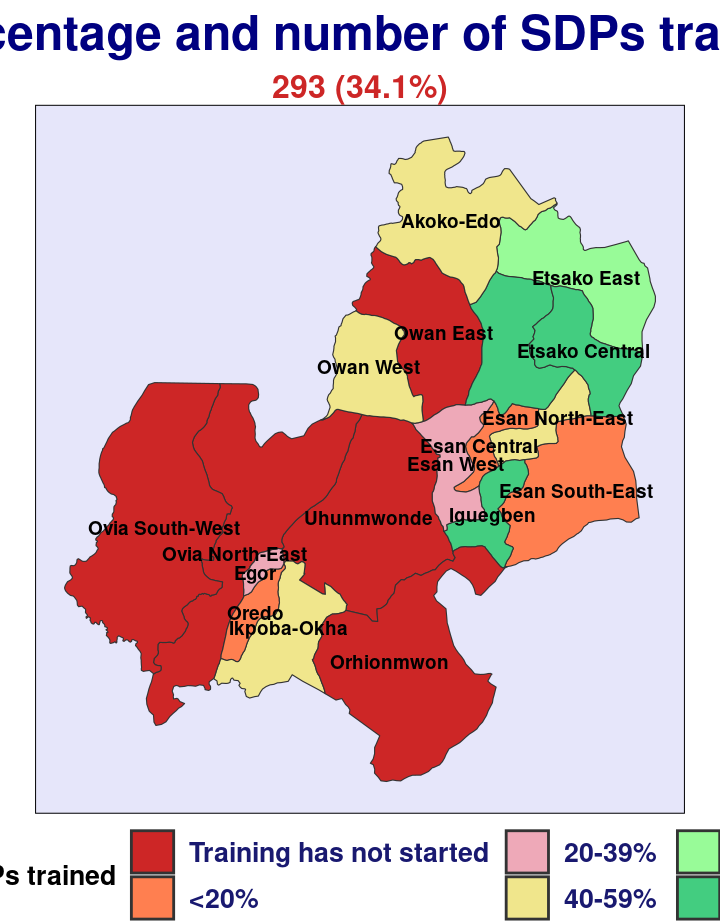 centage and number of SDPs tra
293 (34.1%)
Akoko-Edo
Etsako East
Owan East
Etsako Central
Owan West
Esan North-East
Esan Central
Esan West
Esan South-East
Iguegben
Uhunmwonde
Ovia South-West
Ovia North-East
Egor
Oredo
Ikpoba-Okha
Orhionmwon
Ps trained
Training has not started
20-39%
<20%
40-59%